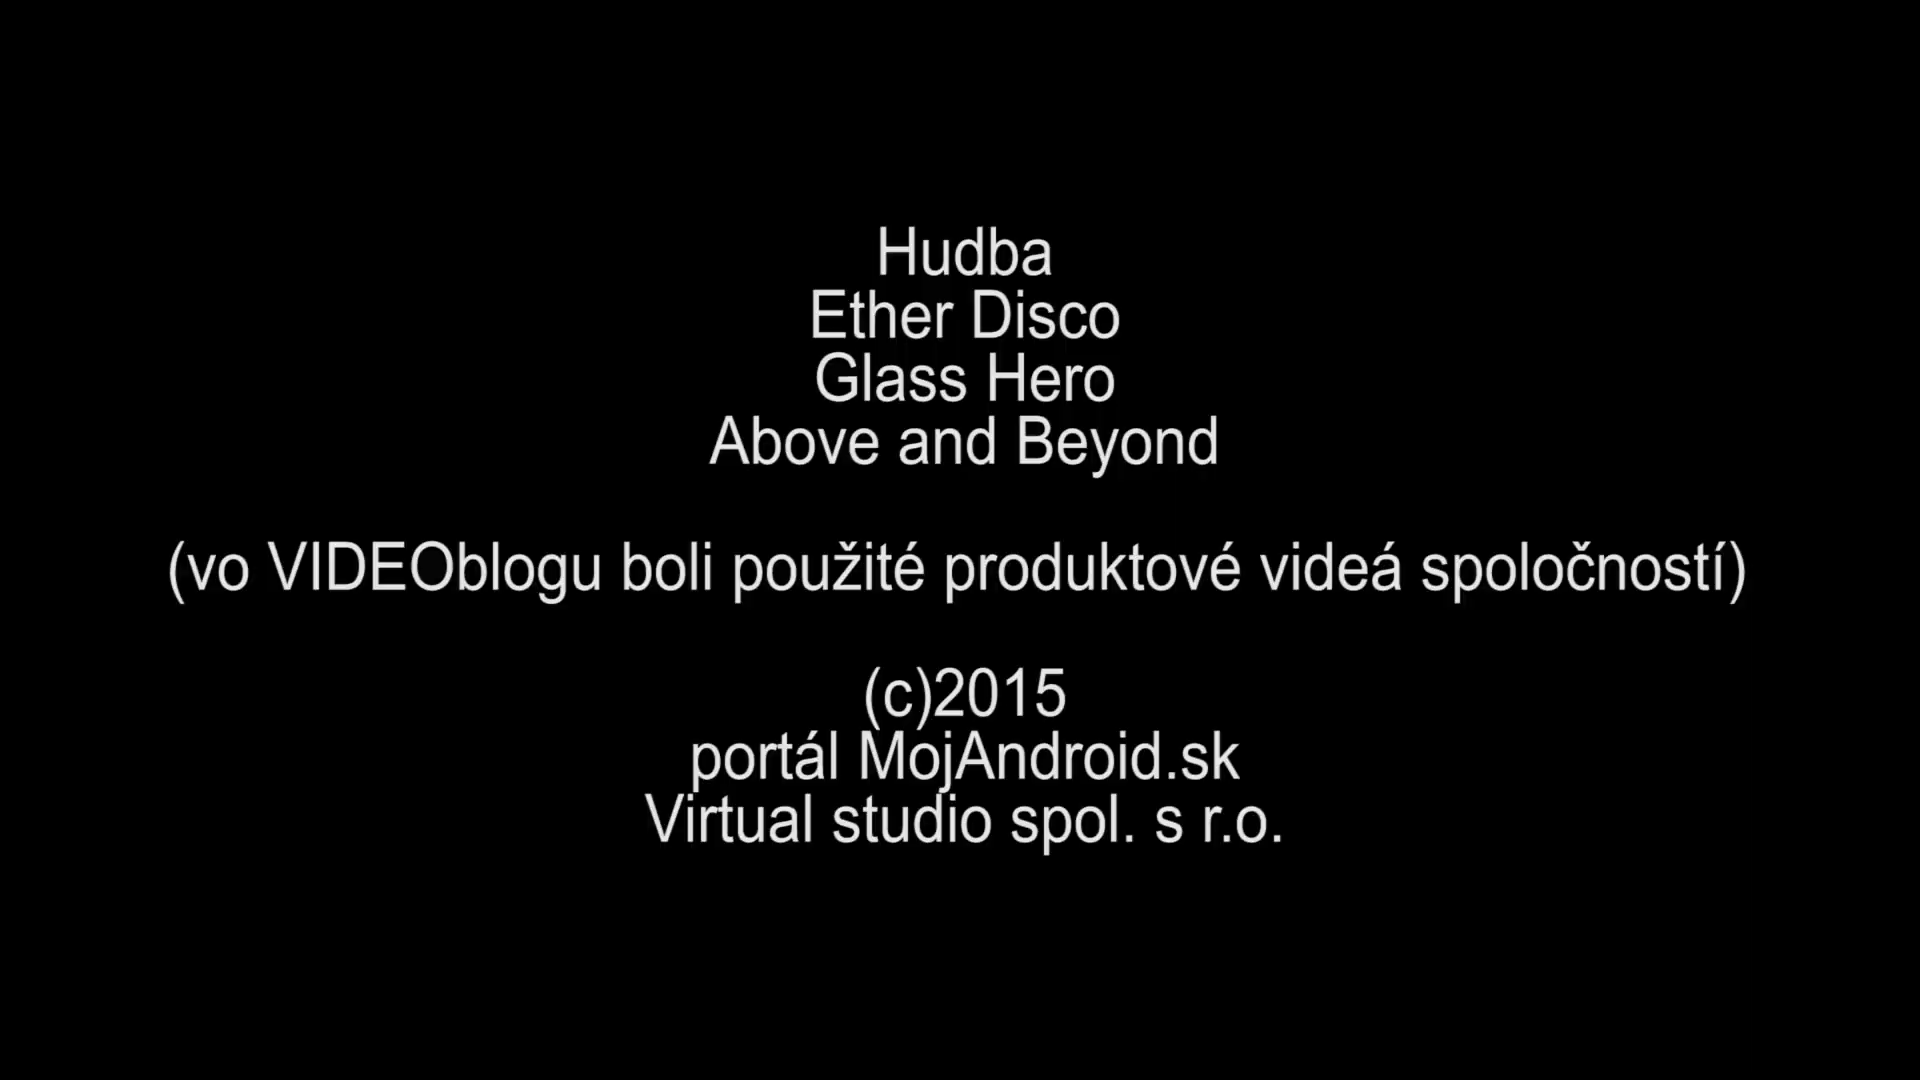 Hudba
Ether Disco
Glass Hero
Above and Beyond
(vo VIDEOblogu boli použité produktové videá spoločností)
(c)2015
portál MojAndroid.sk
Virtual studio spol. s r.o.